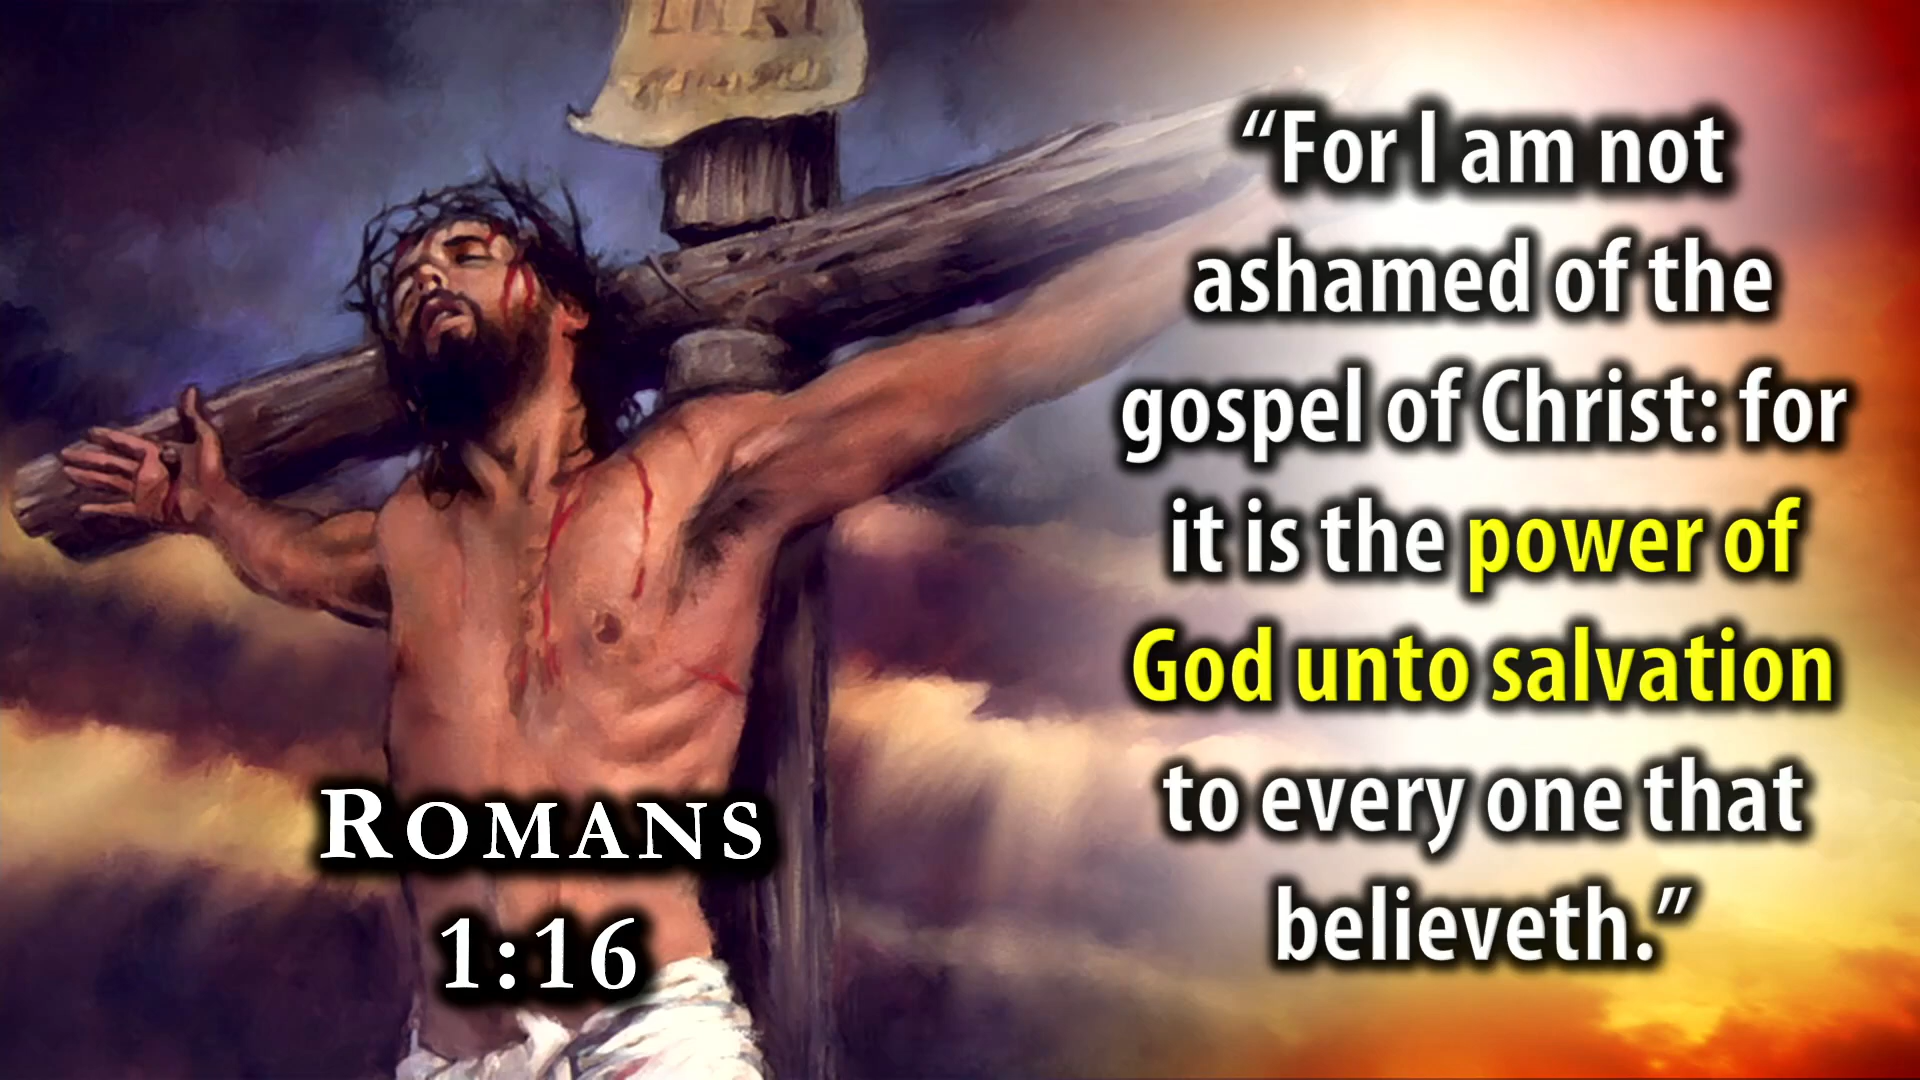 “For I am not
ashamed of the
gospel of Christ: for
it is the power of
God unto salvation
to every one that
believeth.”
ROMANS
1:16